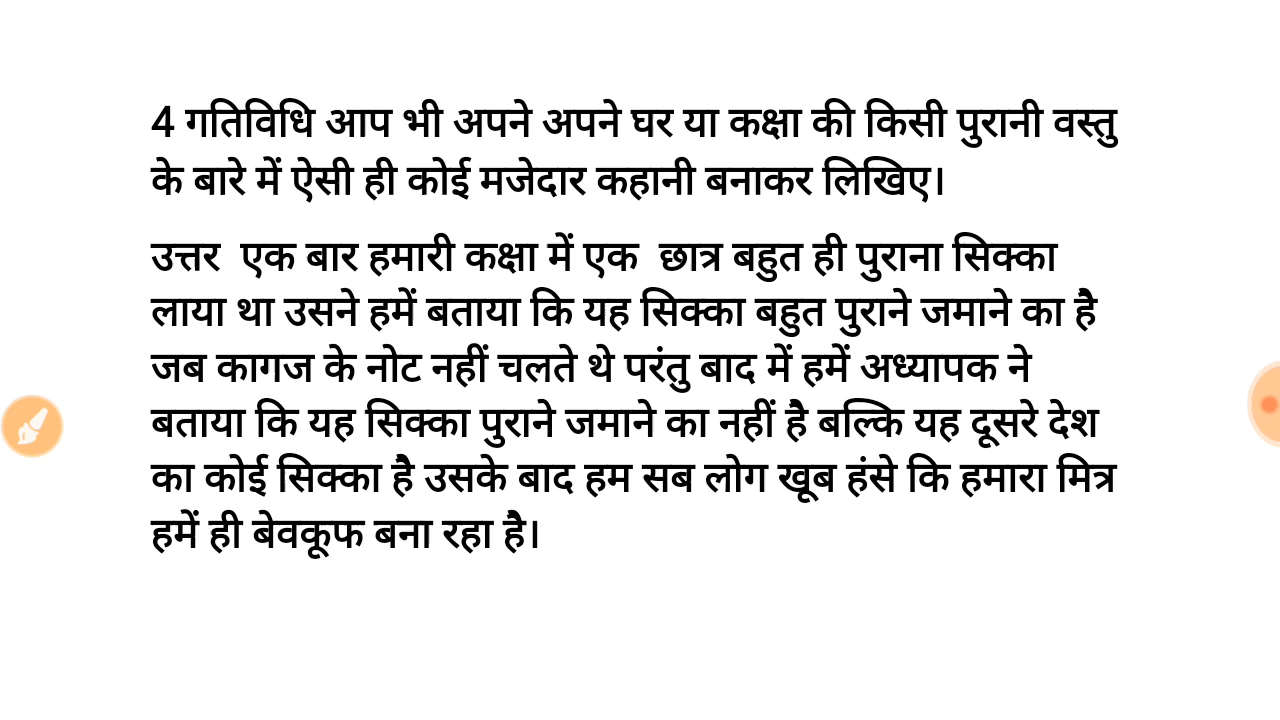 4 गतिविधि आप भी अपने अपने घर या कक्षा की किसी पुरानी वस्तु
के बारे में ऐसी ही कोई मजेदार कहानी बनाकर लिखिए।
उत्तर  एक बार हमारी कक्षा में एक  छात्र बहुत ही पुराना सिक्का
लाया था उसने हमें बताया कि यह सिक्का बहुत पुराने जमाने का है
जब कागज के नोट नहीं चलते थे परंतु बाद में हमें अध्यापक ने
बताया कि यह सिक्का पुराने जमाने का नहीं है बल्कि यह दूसरे देश
का कोई सिक्का है उसके बाद हम सब लोग खूब हंसे कि हमारा मित्र
हमें ही बेवकूफ बना रहा है।